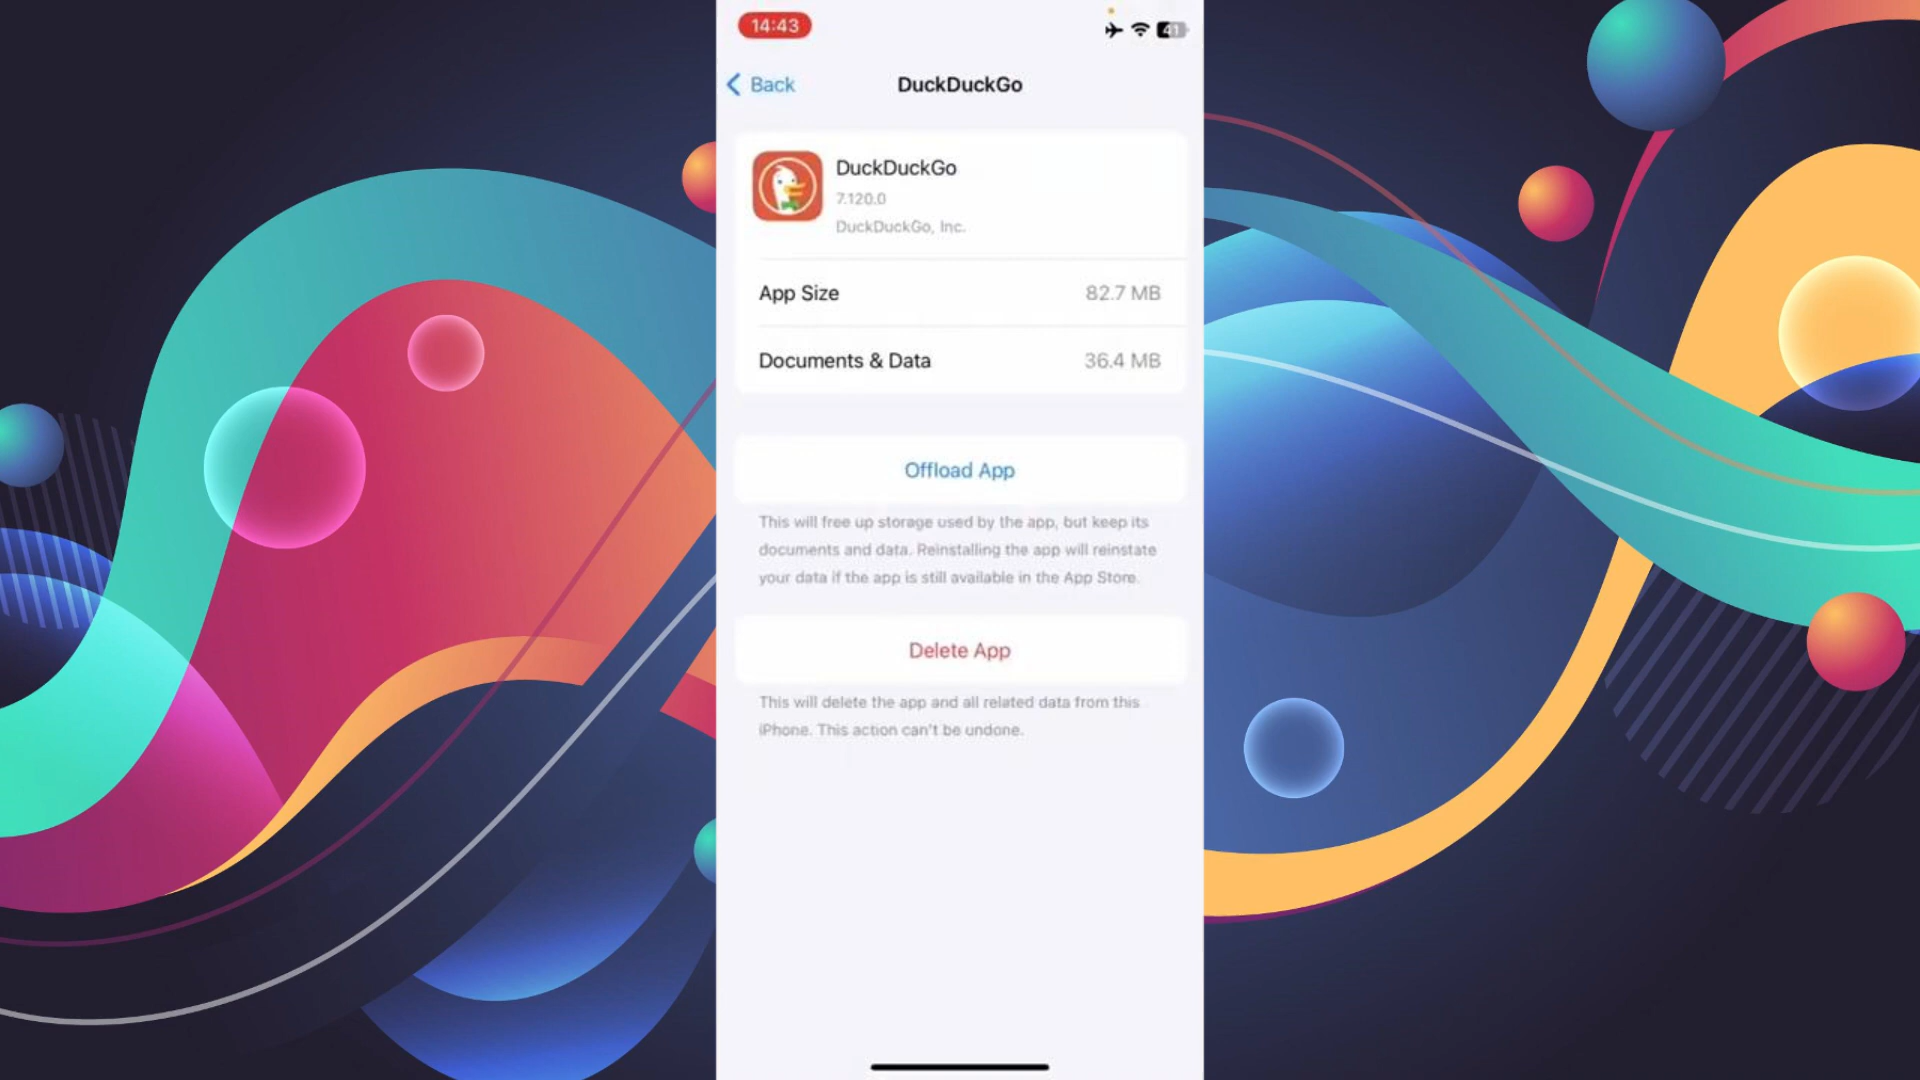 14:43
41
Back
DuckDuckGo
DuckDuckGo
7.120.0
DuckDuckGo, Inc.
App Size
82.7 MB
Documents & Data
36.4 MB
Offload App
This will free up storage used by the app, but keep its
documents and data. Reinstalling the app will reinstate
your data if the app is still available in the App Store.
Delete App
This will delete the app and all related data from this
iPhone. This action can't be undone.